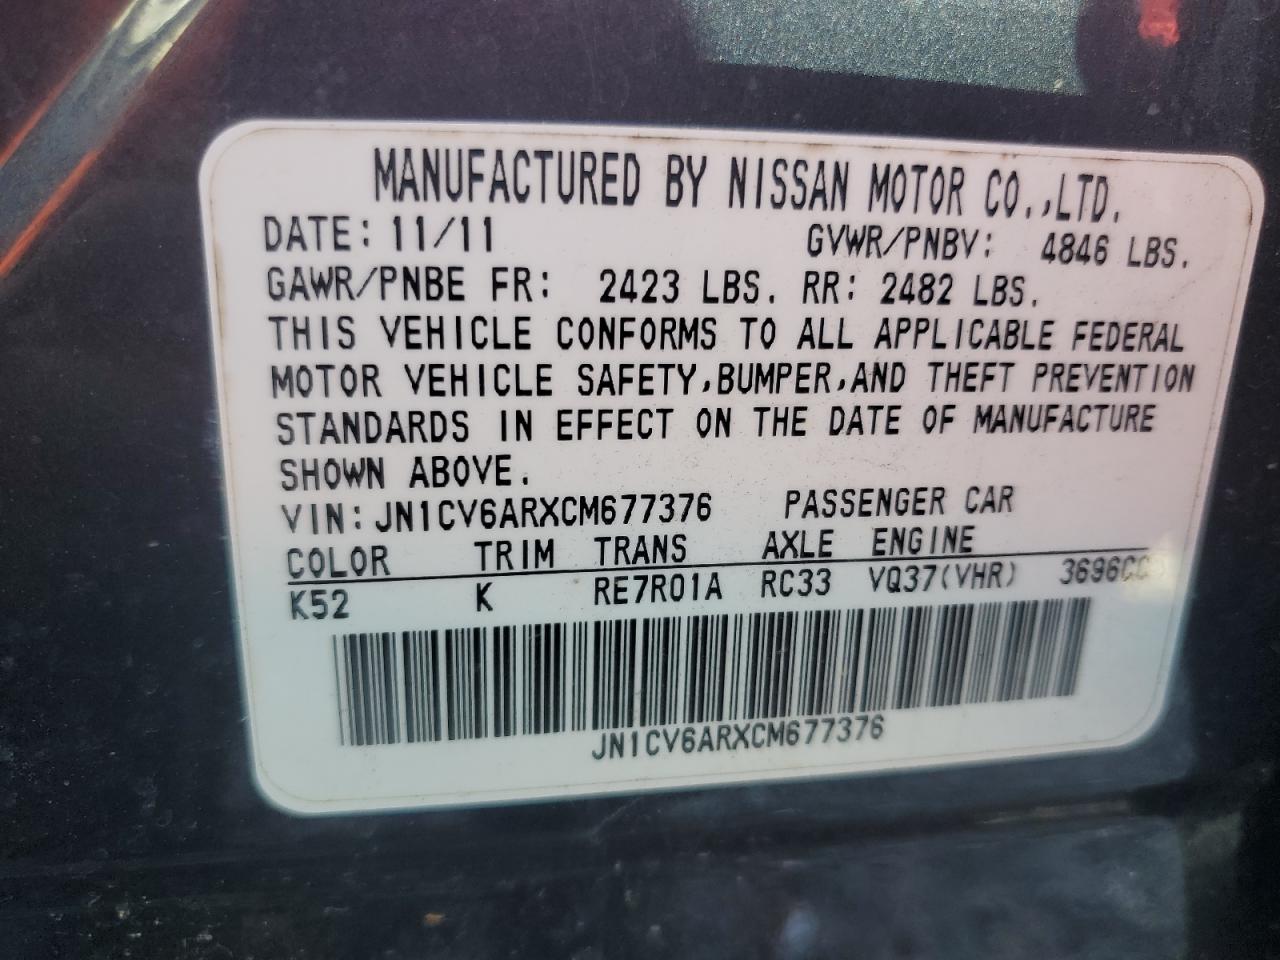 MANUFACTURED BY NISSAN MOTOR CO.,LTD.
DATE: 11/11 GVWR/PNBV: 4846 LBS.
GAWR/PNBE FR: 2423 LBS. RR: 2482 LBS.
THIS VEHICLE CONFORMS TO ALL APPLICABLE FEDERAL
MOTOR VEHICLE SAFETY,BUMPER,AND THEFT PREVENTION
STANDARDS IN EFFECT ON THE DATE OF MANUFACTURE
SHOWN ABOVE.
VIN: JN1CV6ARXCM677376 PASSENGER CAR
COLOR TRIM TRANS AXLE ENGINE
K52 K RE7R01A RC33 VQ37(VHR) 3696CC
JN1CV6ARXCM677376